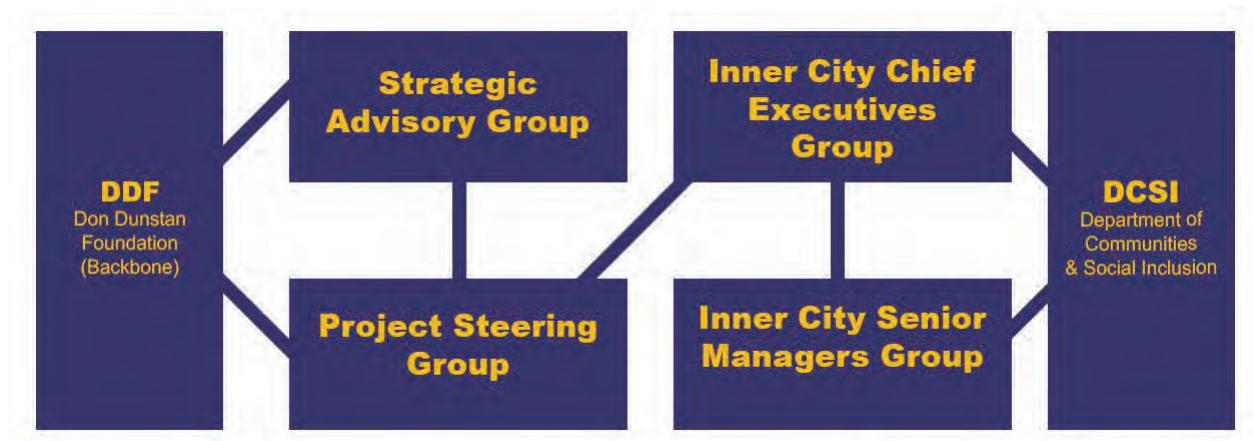 DDF
Don Dunstan
Foundation
(Backbone)
Strategic
Advisory Group
Project Steering
Group
Inner City Chief
Executives
Group
Inner City Senior
Managers Group
DCSI
Department of
Communities
& Social Inclusion